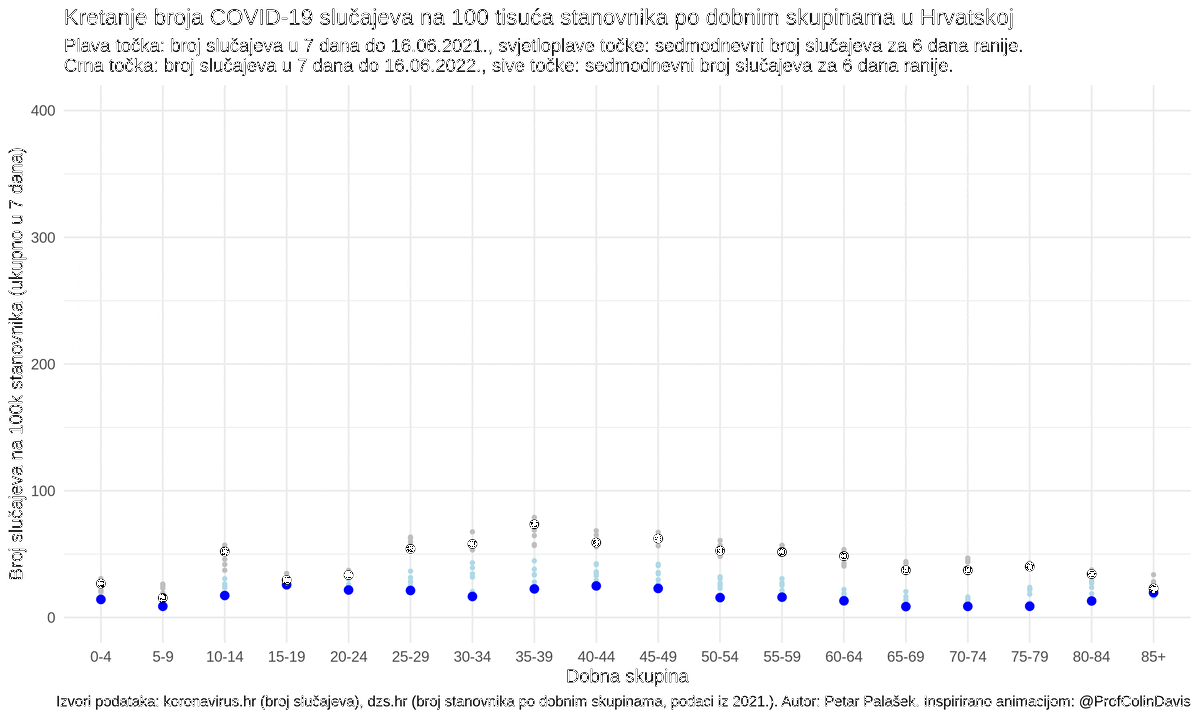 Kretanje broja COVID-19 slučajeva na 100 tisuća stanovnika po dobnim skupinama u Hrvatskoj
Plava točka: broj slučajeva u 7 dana do 16.06.2021., svjetloplave točke: sedmodnevni broj slučajeva za 6 dana ranije.
Crna točka: broj slučajeva u 7 dana do 16.06.2022., sive točke: sedmodnevni broj slučajeva za 6 dana ranije.
Broj slučajeva na 100k stanovnika (ukupno u 7 dana)
400
300
200
100
0
0-4 5-9 10-14 15-19 20-24 25-29 30-34 35-39 40-44 45-49 50-54 55-59 60-64 65-69 70-74 75-79 80-84 85+
Dobna skupina
Izvori podataka: koronavirus.hr (broj slučajeva), dzs.hr (broj stanovnika po dobnim skupinama, podaci iz 2021.). Autor: Petar Palašek. Inspirirano animacijom: @ProfColinDavis